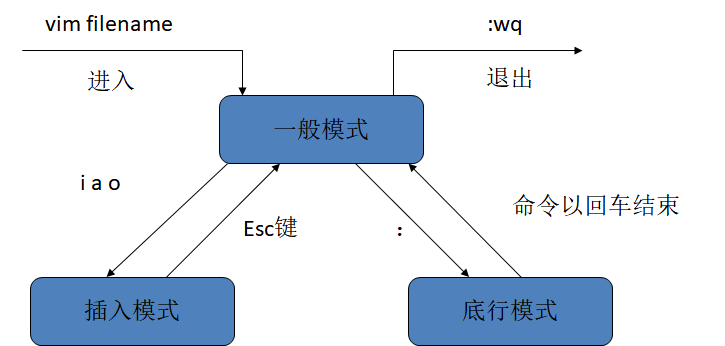 vim filename
:wq
进入
退出
一般模式
i a o
Esc键
：
命令以回车结束
插入模式
底行模式